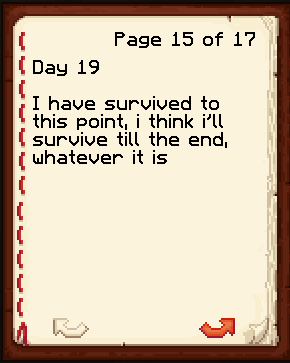 Page 15 of 17
Day 19
I have survived to
this point, i think i'll
survive till the end,
whatever it is